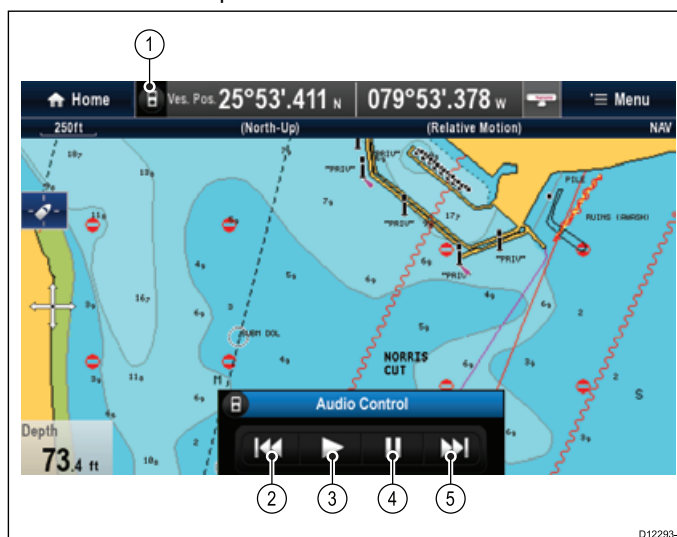 1
Home
Ves. Pos. 25°53'.411 N
079°53'.378 W
Menu
250ft
(North-Up)
(Relative Motion)
NAV
"PRIV"
"PRIV"
"PRIV"
"PRIV"
"PRIV
PILE
RUINS (AWASH)
SUBM DOL
NORRIS
CUT
M
S
Audio Control
Depth
73.4 ft
2
3
4
5
D12293-